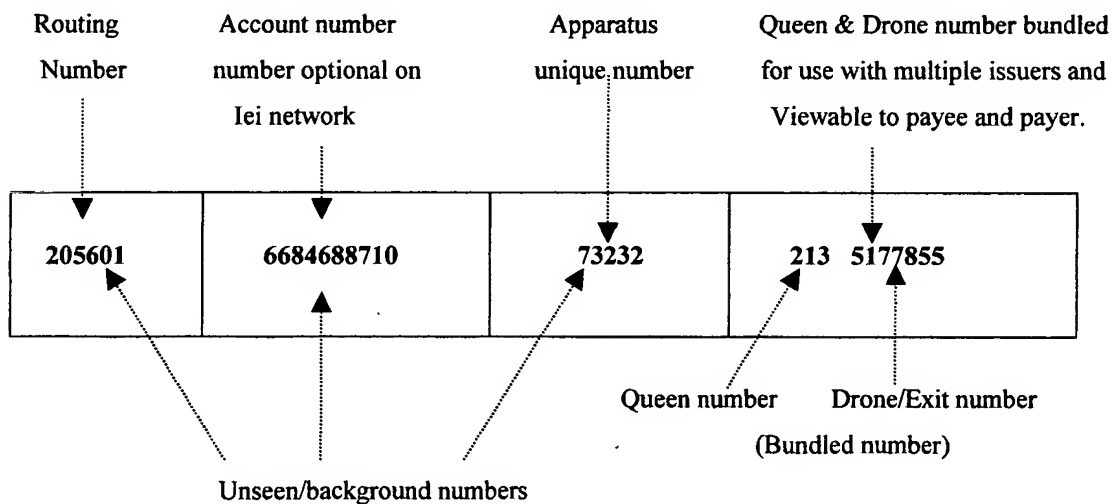 Routing
Number
Account number
number optional on
Iei network
Apparatus
unique number
Queen & Drone number bundled
for use with multiple issuers and
Viewable to payee and payer.
205601
6684688710
73232
213 5177855
Queen number
Drone/Exit number
(Bundled number)
Unseen/background numbers